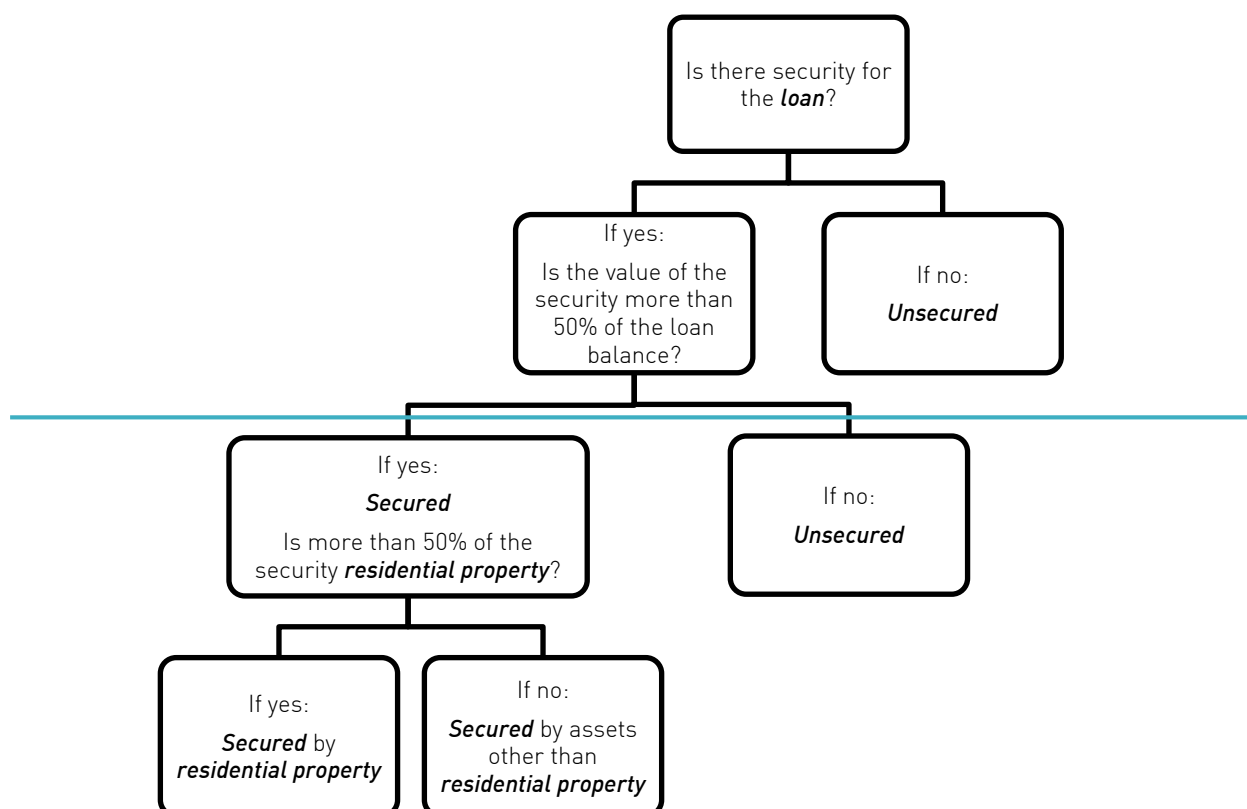 Is there security for
the loan?
If yes:
Is the value of the
security more than
50% of the loan
balance?
If no:
Unsecured
If yes:
Secured
Is more than 50% of the
security residential property?
If no:
Unsecured
If yes:
Secured by
residential property
If no:
Secured by assets
other than
residential property